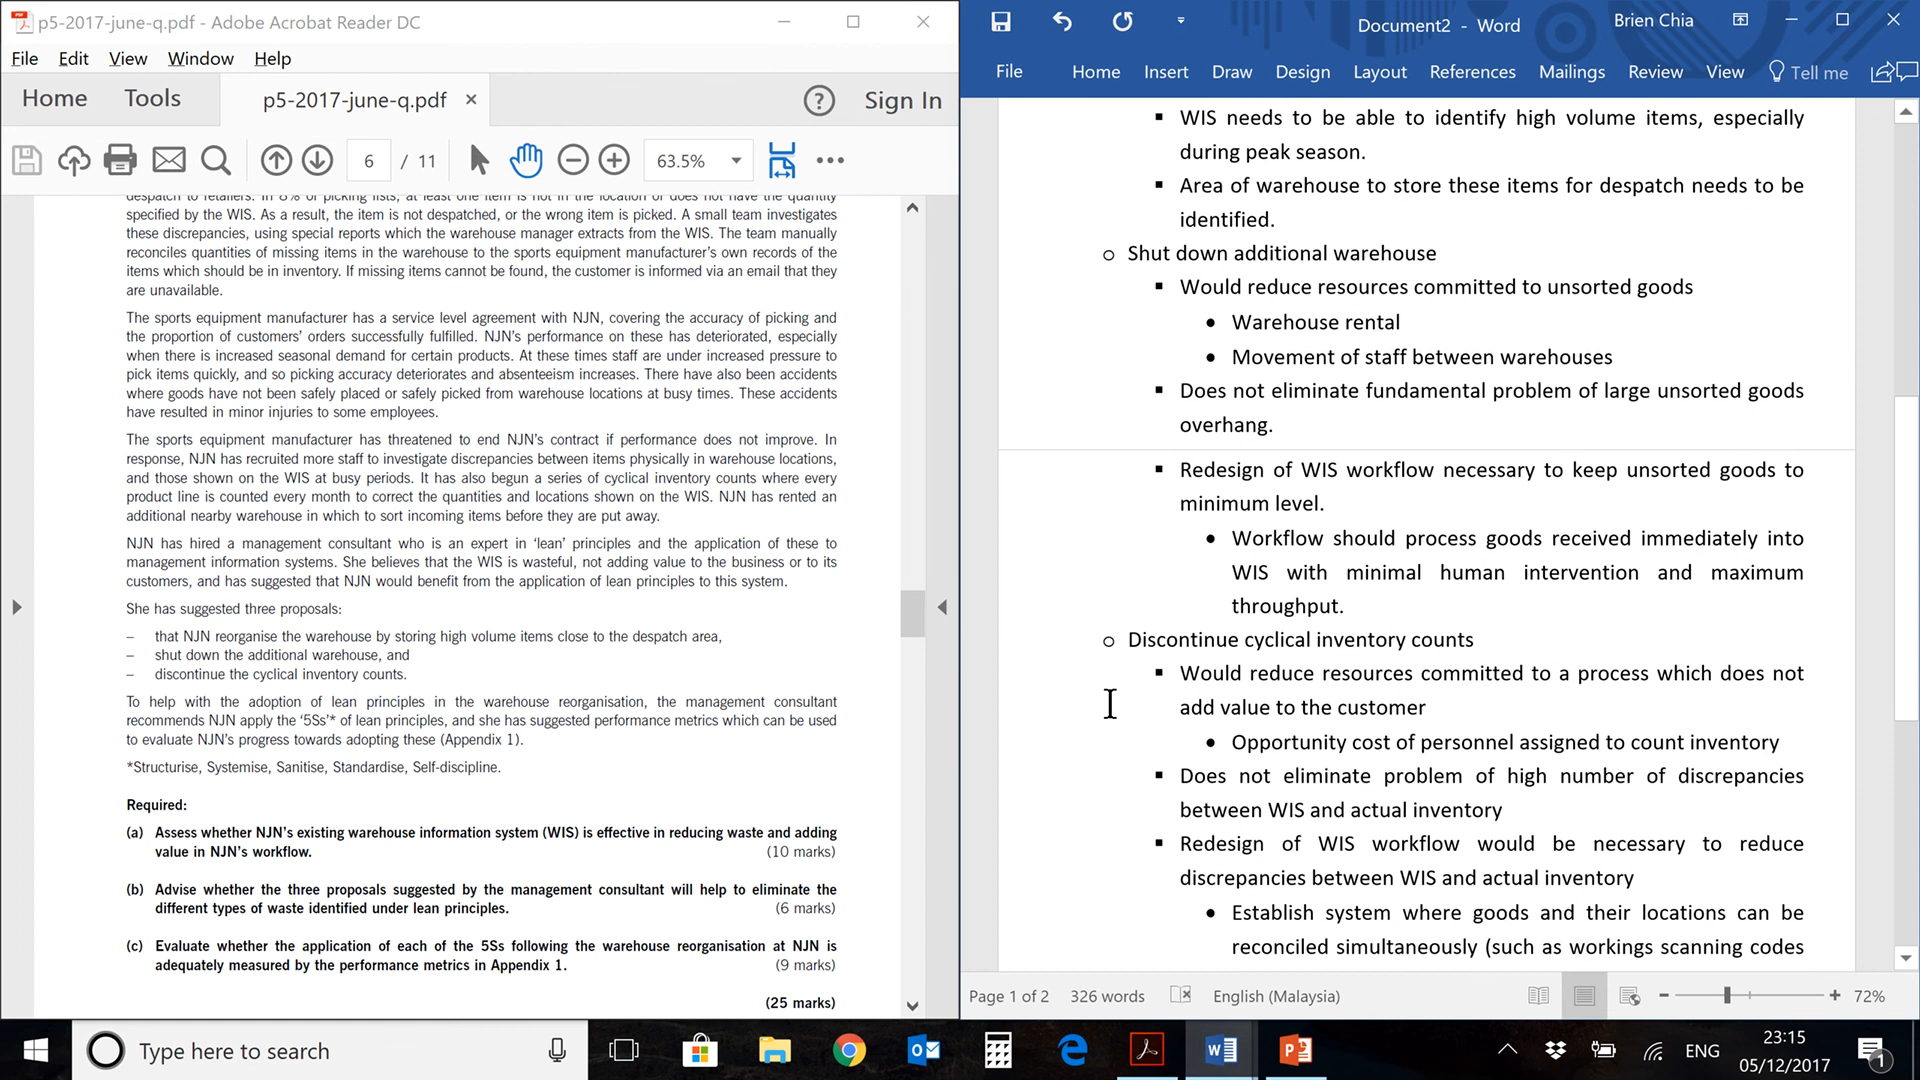 p5-2017-june-q.pdf - Adobe Acrobat Reader DC
File Edit View Window Help
Home Tools p5-2017-june-q.pdf × Sign In
6 / 11 63.5%
specified by the WIS. As a result, the item is not despatched, or the wrong item is picked. A small team investigates
these discrepancies, using special reports which the warehouse manager extracts from the WIS. The team manually
reconciles quantities of missing items in the warehouse to the sports equipment manufacturer's own records of the
items which should be in inventory. If missing items cannot be found, the customer is informed via an email that they
are unavailable.
The sports equipment manufacturer has a service level agreement with NJN, covering the accuracy of picking and
the proportion of customers' orders successfully fulfilled. NJN's performance on these has deteriorated, especially
when there is increased seasonal demand for certain products. At these times staff are under increased pressure to
pick items quickly, and so picking accuracy deteriorates and absenteeism increases. There have also been accidents
where goods have not been safely placed or safely picked from warehouse locations at busy times. These accidents
have resulted in minor injuries to some employees.
The sports equipment manufacturer has threatened to end NJN's contract if performance does not improve. In
response, NJN has recruited more staff to investigate discrepancies between items physically in warehouse locations,
and those shown on the WIS at busy periods. It has also begun a series of cyclical inventory counts where every
product line is counted every month to correct the quantities and locations shown on the WIS. NJN has rented an
additional nearby warehouse in which to sort incoming items before they are put away.
NJN has hired a management consultant who is an expert in 'lean' principles and the application of these to
management information systems. She believes that the WIS is wasteful, not adding value to the business or to its
customers, and has suggested that NJN would benefit from the application of lean principles to this system.
She has suggested three proposals:
– that NJN reorganise the warehouse by storing high volume items close to the despatch area,
– shut down the additional warehouse, and
– discontinue the cyclical inventory counts.
To help with the adoption of lean principles in the warehouse reorganisation, the management consultant
recommends NJN apply the '5Ss'* of lean principles, and she has suggested performance metrics which can be used
to evaluate NJN's progress towards adopting these (Appendix 1).
*Structurise, Systemise, Sanitise, Standardise, Self-discipline.
Required:
(a) Assess whether NJN's existing warehouse information system (WIS) is effective in reducing waste and adding
value in NJN's workflow. (10 marks)
(b) Advise whether the three proposals suggested by the management consultant will help to eliminate the
different types of waste identified under lean principles. (6 marks)
(c) Evaluate whether the application of each of the 5Ss following the warehouse reorganisation at NJN is
adequately measured by the performance metrics in Appendix 1. (9 marks)
(25 marks)
Document2 - Word Brien Chia
File Home Insert Draw Design Layout References Mailings Review View Tell me
▪ WIS needs to be able to identify high volume items, especially
during peak season.
▪ Area of warehouse to store these items for despatch needs to be
identified.
o Shut down additional warehouse
▪ Would reduce resources committed to unsorted goods
• Warehouse rental
• Movement of staff between warehouses
▪ Does not eliminate fundamental problem of large unsorted goods
overhang.
▪ Redesign of WIS workflow necessary to keep unsorted goods to
minimum level.
• Workflow should process goods received immediately into
WIS with minimal human intervention and maximum
throughput.
o Discontinue cyclical inventory counts
▪ Would reduce resources committed to a process which does not
add value to the customer
• Opportunity cost of personnel assigned to count inventory
▪ Does not eliminate problem of high number of discrepancies
between WIS and actual inventory
▪ Redesign of WIS workflow would be necessary to reduce
discrepancies between WIS and actual inventory
• Establish system where goods and their locations can be
reconciled simultaneously (such as workings scanning codes
Page 1 of 2 326 words English (Malaysia) 72%
Type here to search
ENG
23:15
05/12/2017
1